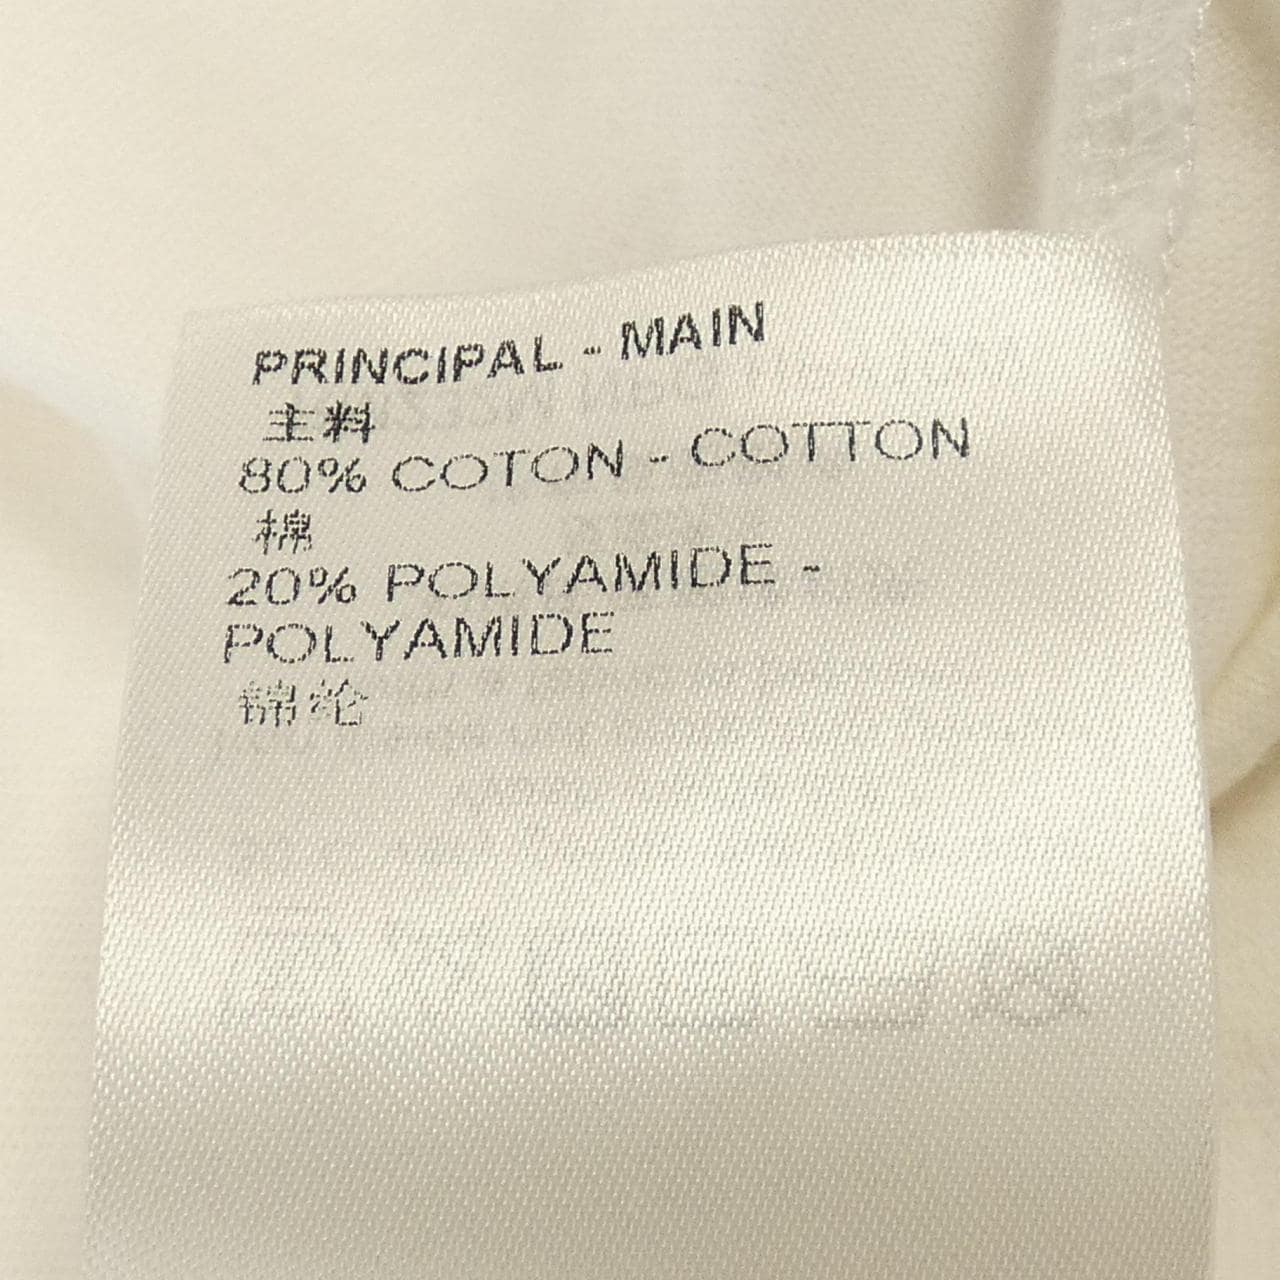 PRINCIPAL - MAIN
主料
80% COTON - COTTON
棉
20% POLYAMIDE -
POLYAMIDE
锦纶